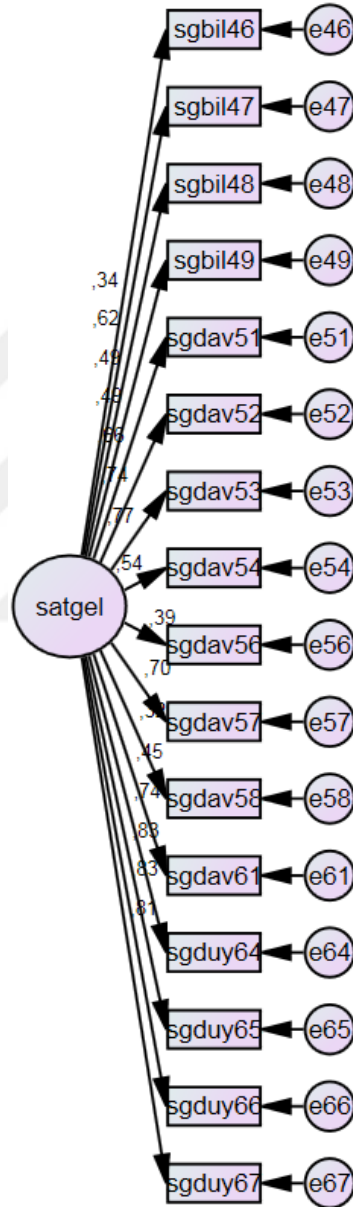 sgbil46 e46
sgbil47 e47
sgbil48 e48
sgbil49 e49
,34
,62
sgdav51 e51
,49
sgdav52 e52
,74
sgdav53 e53
,77
,54
sgdav54 e54
satgel
,39
sgdav56 e56
,70
sgdav57 e57
,45
sgdav58 e58
,74
,83
sgdav61 e61
,83
,81
sgduy64 e64
sgduy65 e65
sgduy66 e66
sgduy67 e67